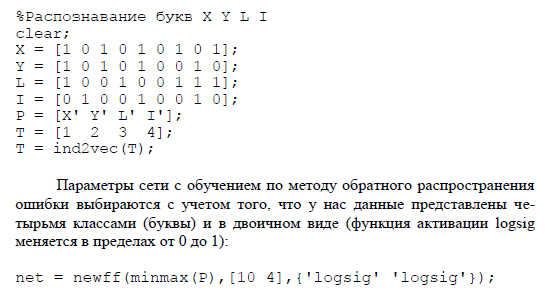 %Распознавание букв X Y L I
clear;
X = [1 0 1 0 1 0 1 0 1];
Y = [1 0 1 0 1 0 0 1 0];
L = [1 0 0 1 0 0 1 1 1];
I = [0 1 0 0 1 0 0 1 0];
P = [X' Y' L' I'];
T = [1 2 3 4];
T = ind2vec(T);
Параметры сети с обучением по методу обратного распространения
ошибки выбираются с учетом того, что у нас данные представлены че-
тырьмя классами (буквы) и в двоичном виде (функция активации logsig
меняется в пределах от 0 до 1):
net = newff(minmax(P),[10 4],{'logsig' 'logsig'});